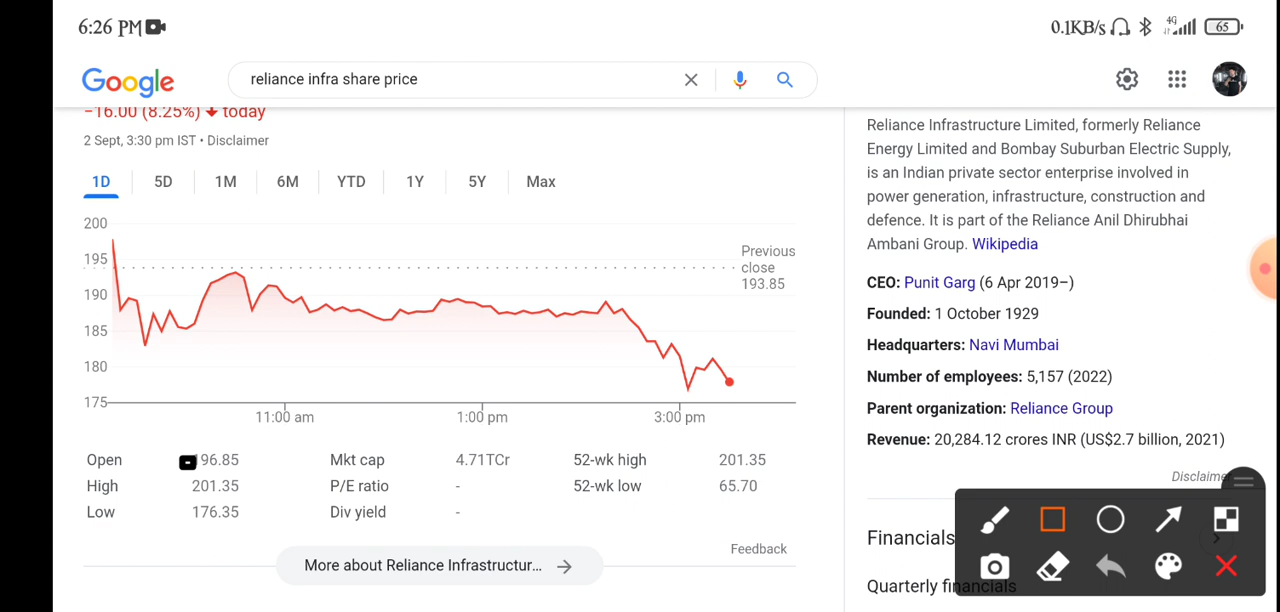 6:26 PM
0.1KB/s 4G 65
Google
reliance infra share price
−16.00 (8.25%) today
2 Sept, 3:30 pm IST • Disclaimer
1D 5D 1M 6M YTD 1Y 5Y Max
200
195
190
185
180
175
Previous
close
193.85
11:00 am 1:00 pm 3:00 pm
Open 96.85 Mkt cap 4.71TCr 52-wk high 201.35
High 201.35 P/E ratio - 52-wk low 65.70
Low 176.35 Div yield -
Feedback
More about Reliance Infrastructur...
Reliance Infrastructure Limited, formerly Reliance
Energy Limited and Bombay Suburban Electric Supply,
is an Indian private sector enterprise involved in
power generation, infrastructure, construction and
defence. It is part of the Reliance Anil Dhirubhai
Ambani Group. Wikipedia
CEO: Punit Garg (6 Apr 2019–)
Founded: 1 October 1929
Headquarters: Navi Mumbai
Number of employees: 5,157 (2022)
Parent organization: Reliance Group
Revenue: 20,284.12 crores INR (US$2.7 billion, 2021)
Disclaime
Financials
Quarterly financials